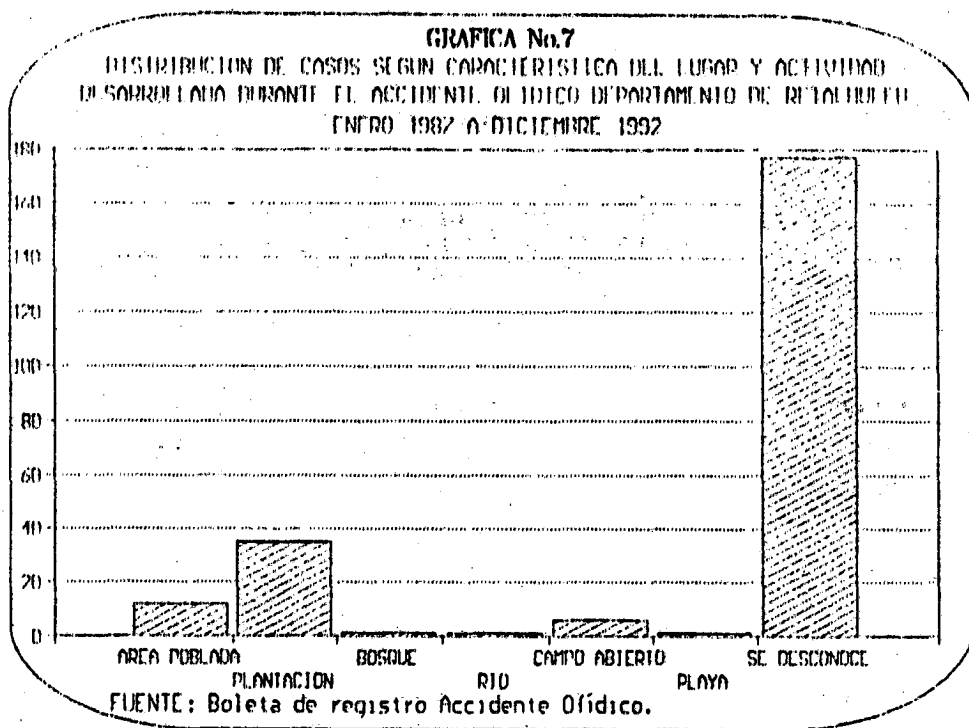 GRAFICA No.7
DISTRIBUCION DE CASOS SEGUN CARACTERISTICA DEL LUGAR Y ACTIVIDAD
DESARROLLADA DURANTE EL ACCIDENTE OFIDICO DEPARTAMENTO DE RETALHULEU
ENERO 1987 A DICIEMBRE 1992
180
160
140
120
100
80
60
40
20
0
AREA POBLADA
BOSQUE
CAMPO ABIERTO
SE DESCONOCE
PLANTACION
RIO
PLAYA
FUENTE: Boleta de registro Accidente Ofídico.